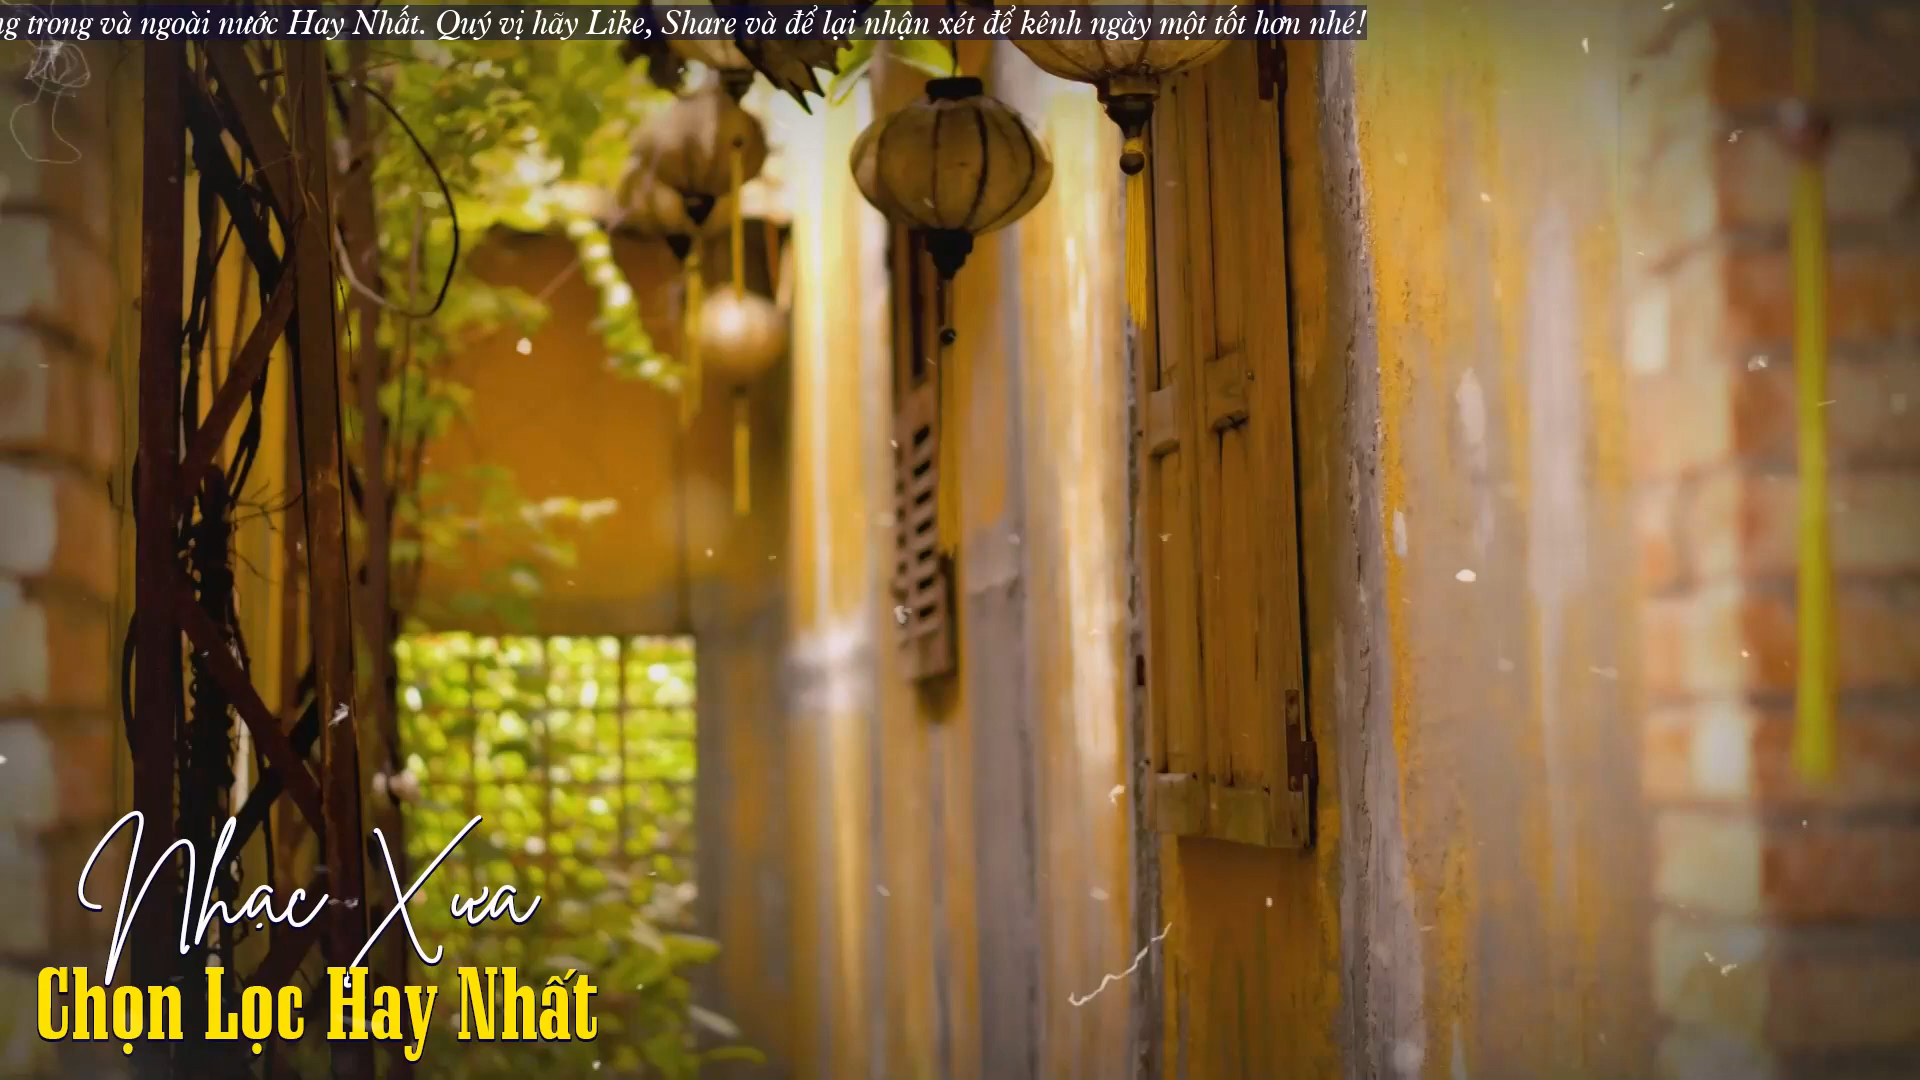 trong và ngoài nước Hay Nhất. Quý vị hãy Like, Share và để lại nhận xét để kênh ngày một tốt hơn nhé!
Nhạc Xưa
Chọn Lọc Hay Nhất